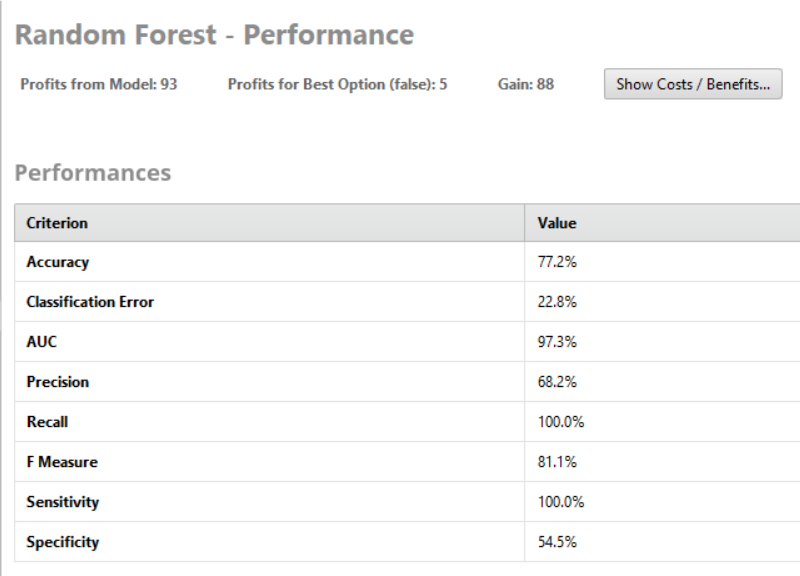 Random Forest - Performance
Profits from Model: 93 Profits for Best Option (false): 5 Gain: 88 Show Costs / Benefits...
Performances
Criterion Value
Accuracy 77.2%
Classification Error 22.8%
AUC 97.3%
Precision 68.2%
Recall 100.0%
F Measure 81.1%
Sensitivity 100.0%
Specificity 54.5%